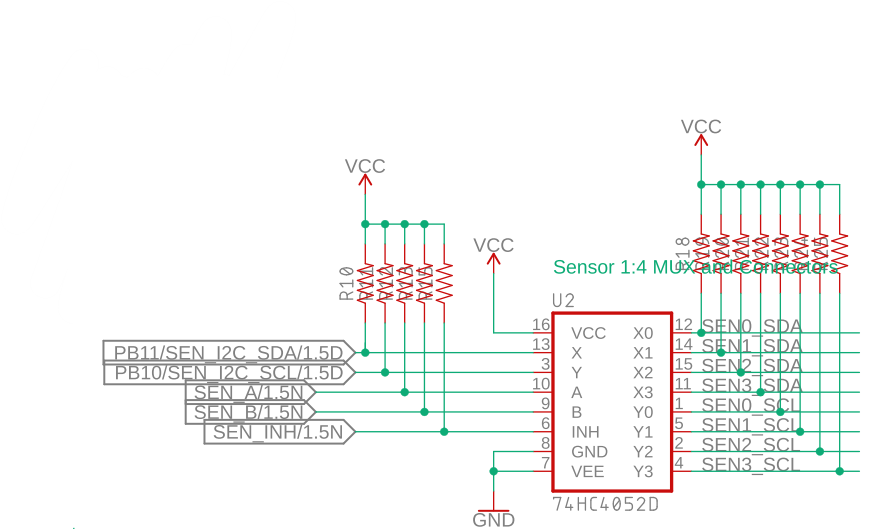 VCC
VCC
VCC
R10
R18
Sensor 1:4 MUX and Connectors
U2
16 VCC X0 12 SEN0_SDA
PB11/SEN_I2C_SDA/1.5D 13 X X1 14 SEN1_SDA
PB10/SEN_I2C_SCL/1.5D 3 Y X2 15 SEN2_SDA
SEN_A/1.5N 10 A X3 11 SEN3_SDA
SEN_B/1.5N 9 B Y0 1 SEN0_SCL
SEN_INH/1.5N 6 INH Y1 5 SEN1_SCL
8 GND Y2 2 SEN2_SCL
7 VEE Y3 4 SEN3_SCL
74HC4052D
GND